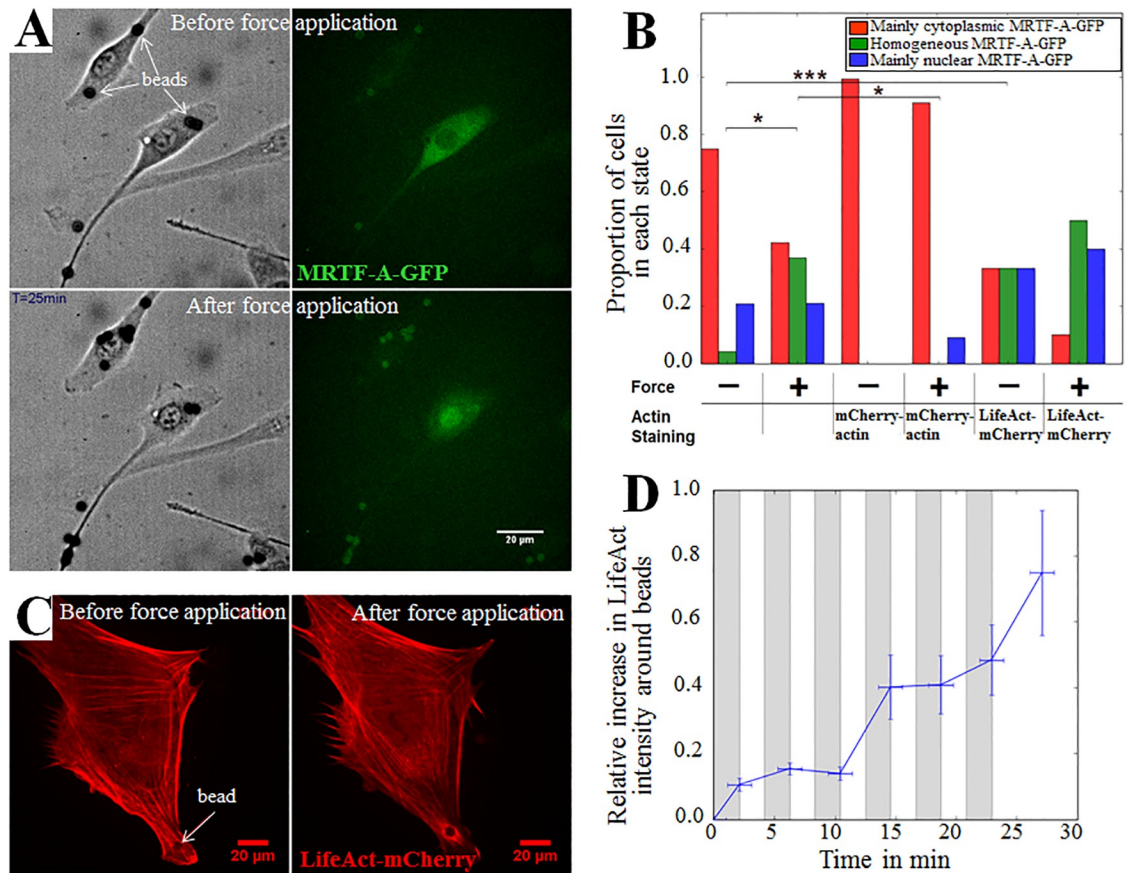 A
Before force application
beads
MRTF-A-GFP
T=25min
After force application
20 µm
B
Mainly cytoplasmic MRTF-A-GFP
Homogeneous MRTF-A-GFP
Mainly nuclear MRTF-A-GFP
Proportion of cells
in each state
1.0
0.8
0.6
0.4
0.2
0.0
***
*
*
Force
− + − + − +
Actin
Staining
mCherry-
actin
mCherry-
actin
LifeAct-
mCherry
LifeAct-
mCherry
C
Before force application
After force application
bead
20 µm
20 µm
LifeAct-mCherry
D
Relative increase in LifeAct
intensity around beads
1.0
0.8
0.6
0.4
0.2
0.0
0 5 10 15 20 25 30
Time in min